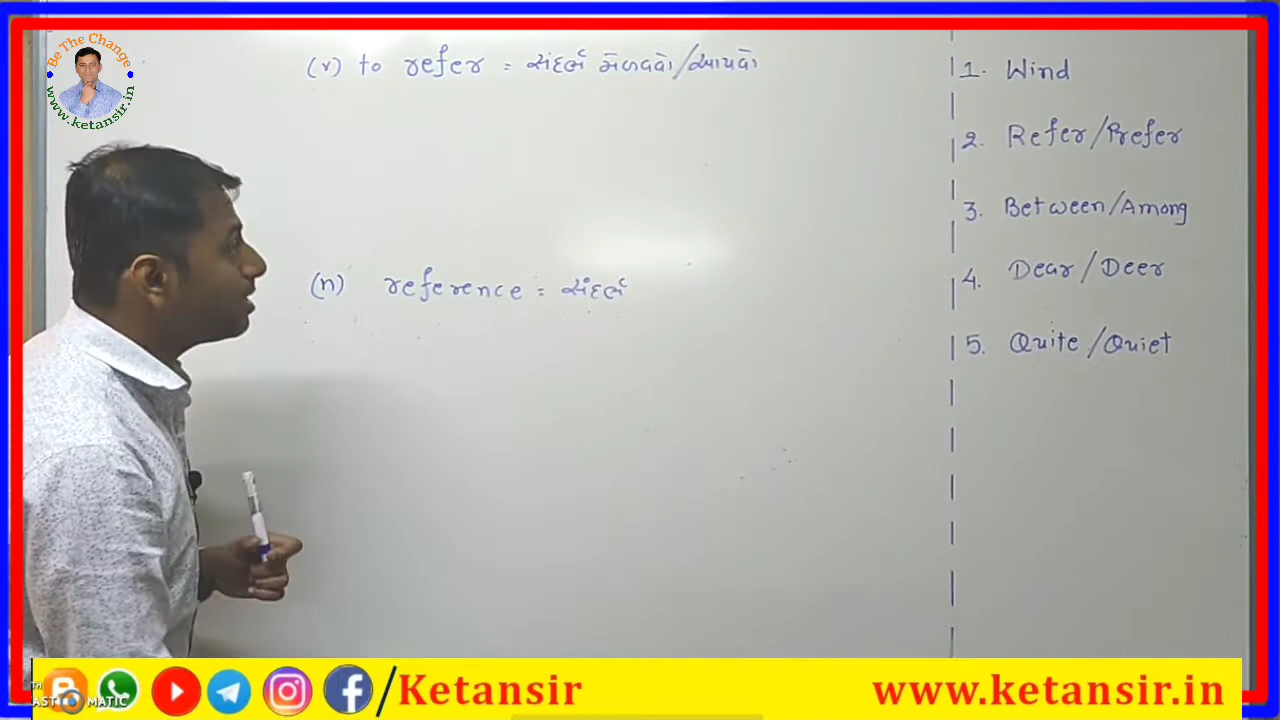 Be The Change
www.ketansir.in
(v) to refer = સંદર્ભ મેળવવો/આપવો
(n) reference = સંદર્ભ
1. Wind
2. Refer/Prefer
3. Between/Among
4. Dear/Deer
5. Quite/Quiet
/Ketansir
www.ketansir.in